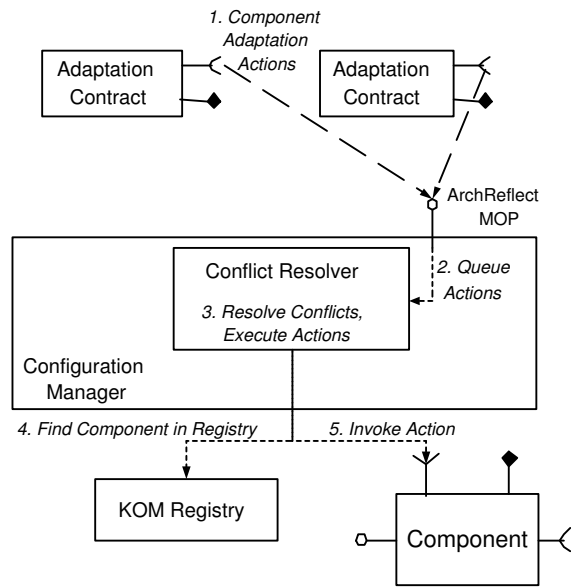 1. Component
Adaptation
Actions
Adaptation
Contract
Adaptation
Contract
ArchReflect
MOP
Conflict Resolver
2. Queue
Actions
3. Resolve Conflicts,
Execute Actions
Configuration
Manager
4. Find Component in Registry
5. Invoke Action
KOM Registry
Component